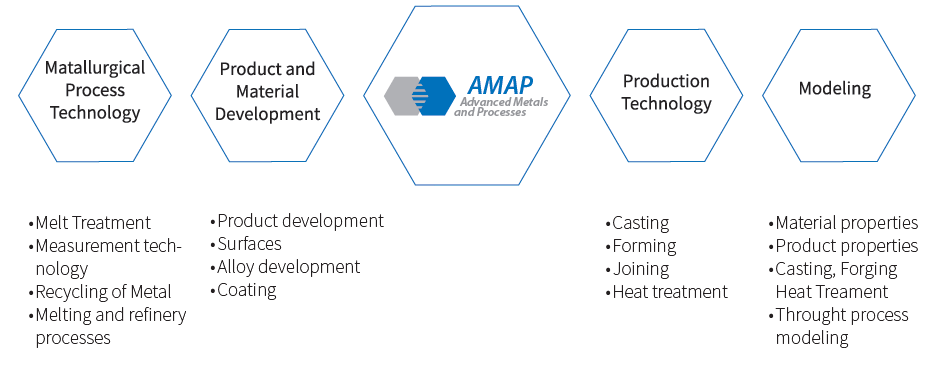 Matallurgical
Process
Technology
Product and
Material
Development
AMAP
Advanced Metals
and Processes
Production
Technology
Modeling
•Melt Treatment
•Measurement tech-
nology
•Recycling of Metal
•Melting and refinery
processes
•Product development
•Surfaces
•Alloy development
•Coating
•Casting
•Forming
•Joining
•Heat treatment
•Material properties
•Product properties
•Casting, Forging
Heat Treament
•Throught process
modeling